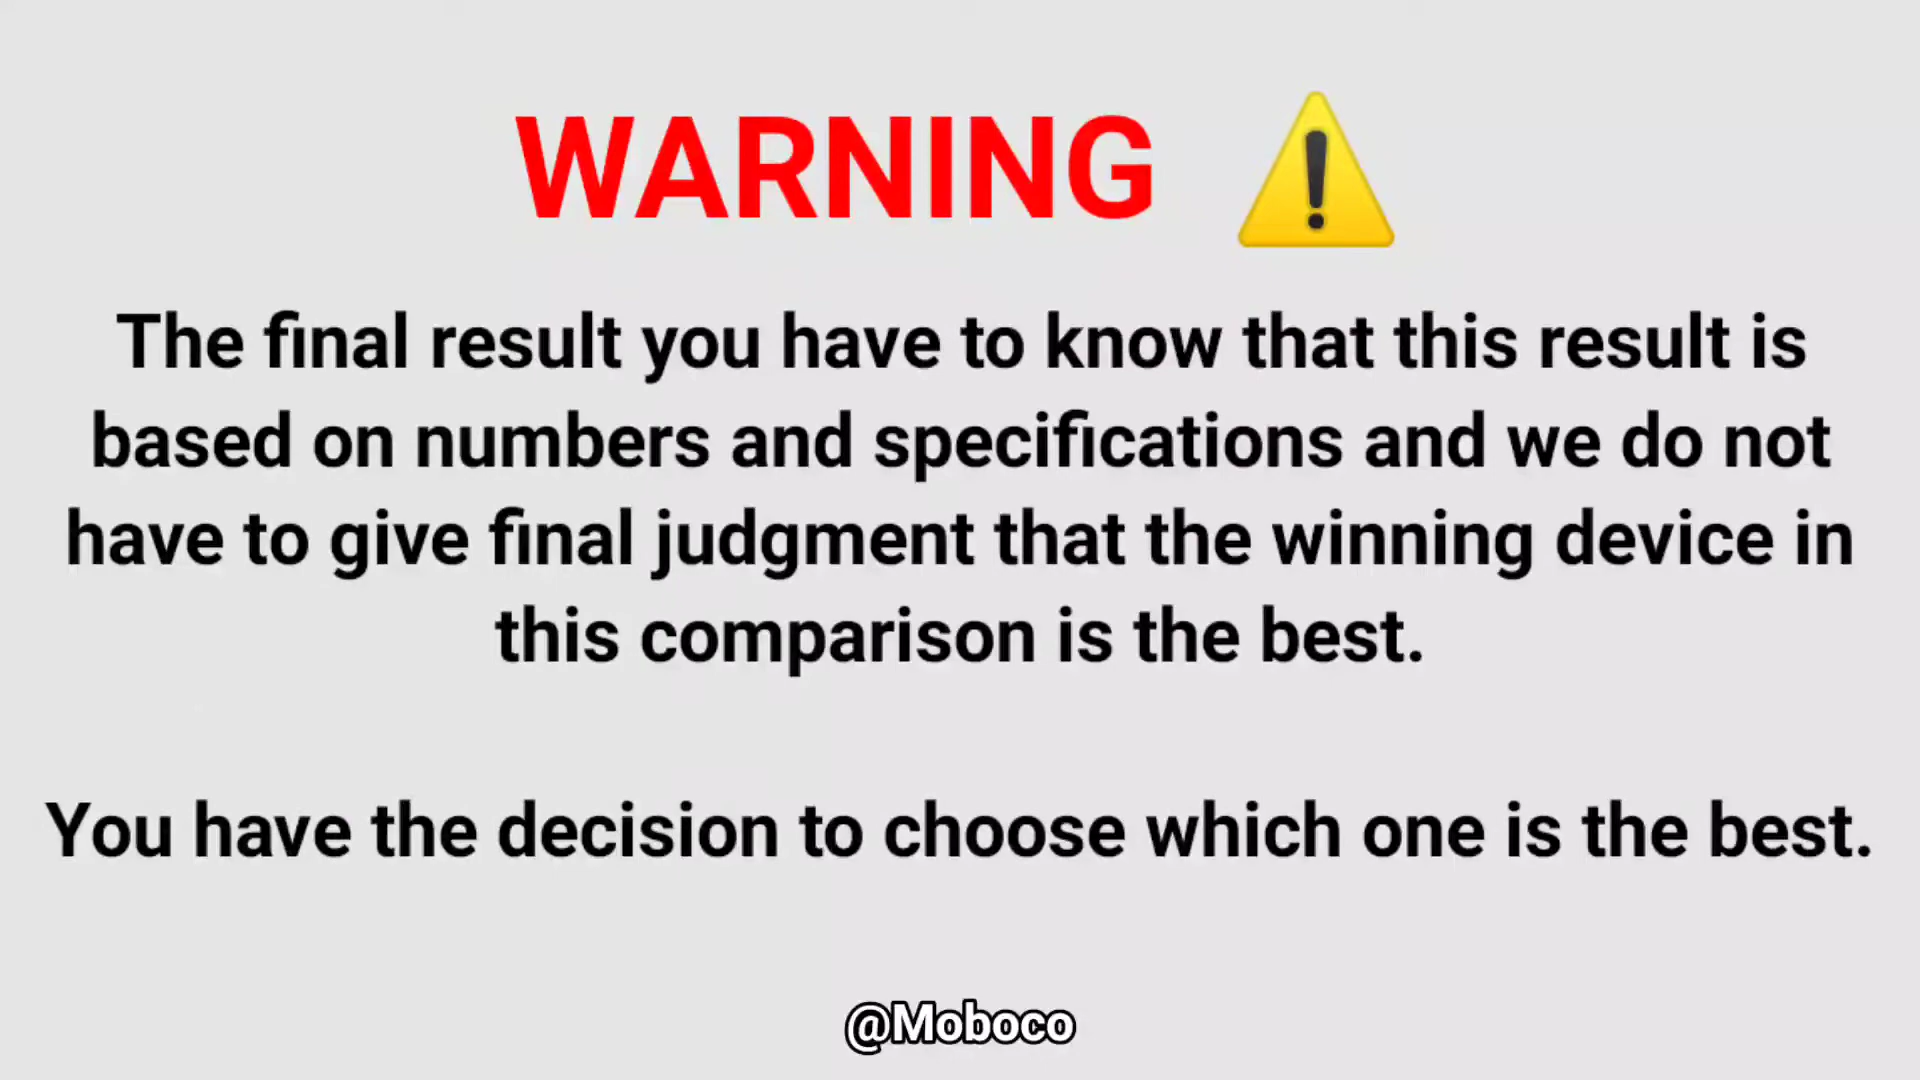 WARNING ⚠️
The final result you have to know that this result is
based on numbers and specifications and we do not
have to give final judgment that the winning device in
this comparison is the best.
You have the decision to choose which one is the best.
@Moboco